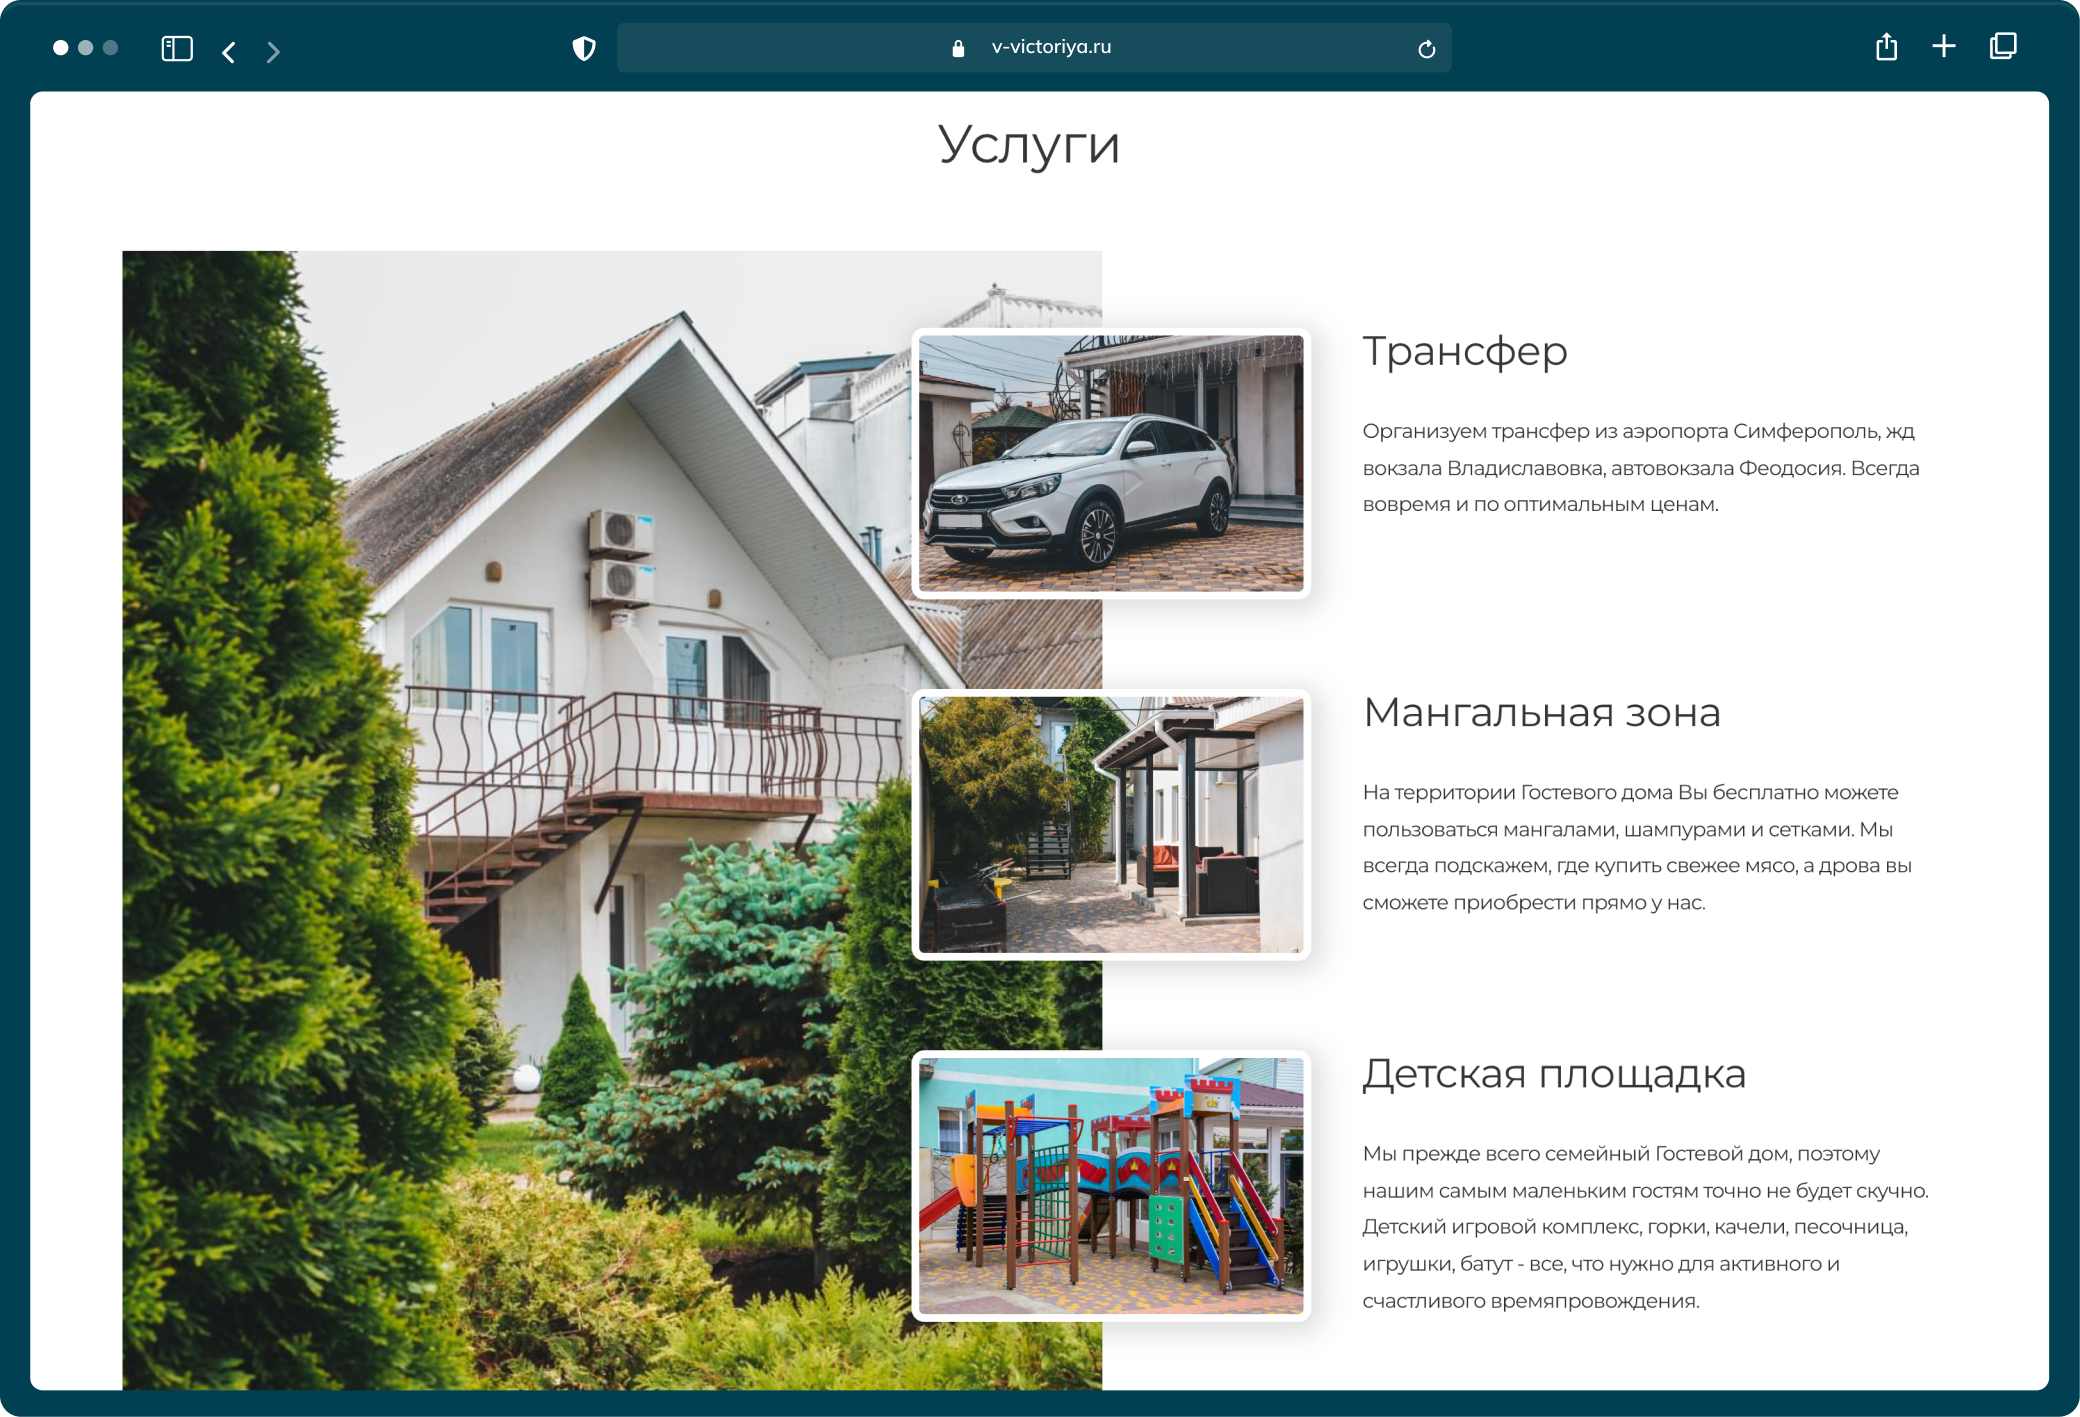 v-victoriya.ru
Услуги
Трансфер
Организуем трансфер из аэропорта Симферополь, жд
вокзала Владиславовка, автовокзала Феодосия. Всегда
вовремя и по оптимальным ценам.
Мангальная зона
На территории Гостевого дома Вы бесплатно можете
пользоваться мангалами, шампурами и сетками. Мы
всегда подскажем, где купить свежее мясо, а дрова вы
сможете приобрести прямо у нас.
Детская площадка
Мы прежде всего семейный Гостевой дом, поэтому
нашим самым маленьким гостям точно не будет скучно.
Детский игровой комплекс, горки, качели, песочница,
игрушки, батут - все, что нужно для активного и
счастливого времяпровождения.